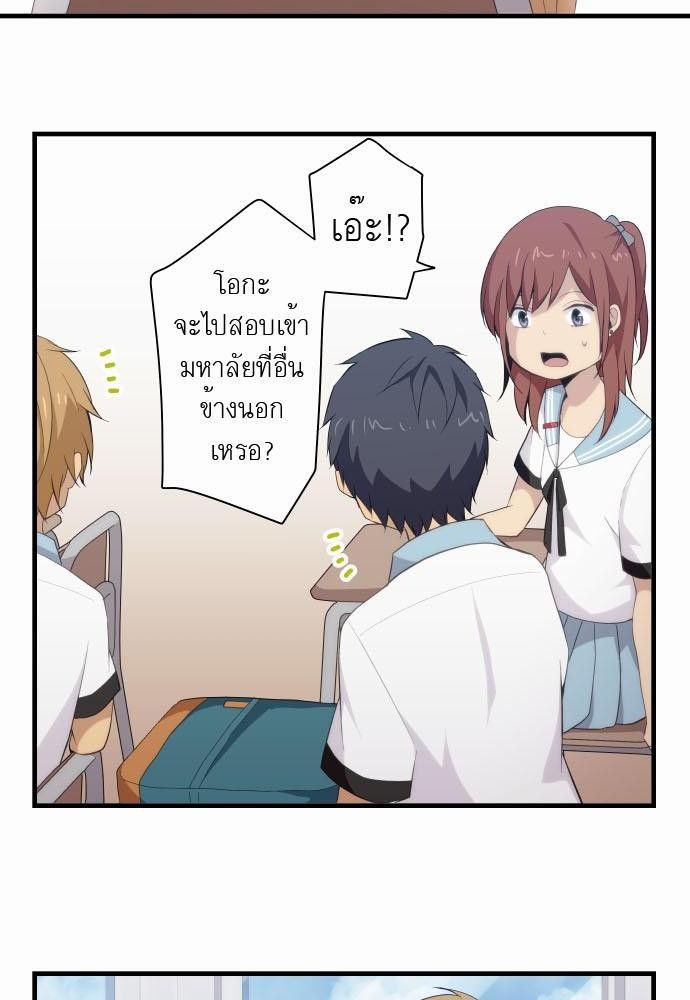 เอ๊ะ!?
โอกะ
จะไปสอบเข้า
มหาลัยที่อื่น
ข้างนอก
เหรอ?